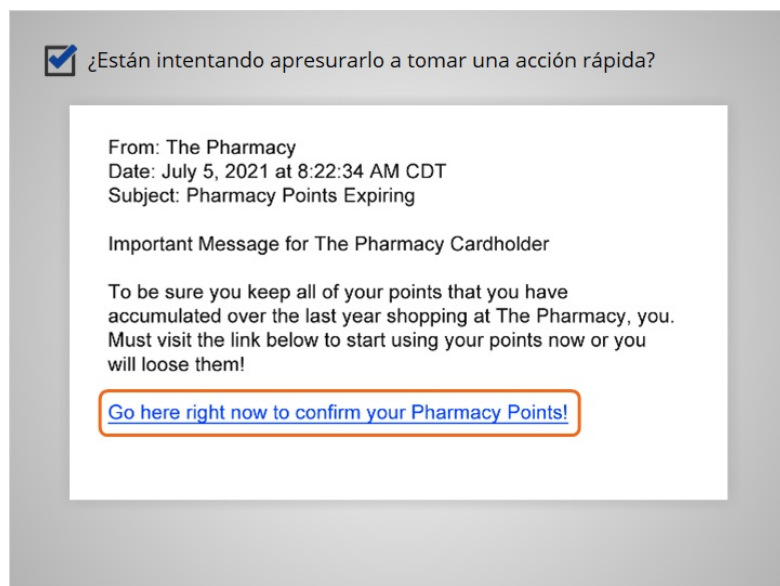 ¿Están intentando apresurarlo a tomar una acción rápida?
From: The Pharmacy
Date: July 5, 2021 at 8:22:34 AM CDT
Subject: Pharmacy Points Expiring
Important Message for The Pharmacy Cardholder
To be sure you keep all of your points that you have
accumulated over the last year shopping at The Pharmacy, you.
Must visit the link below to start using your points now or you
will loose them!
Go here right now to confirm your Pharmacy Points!